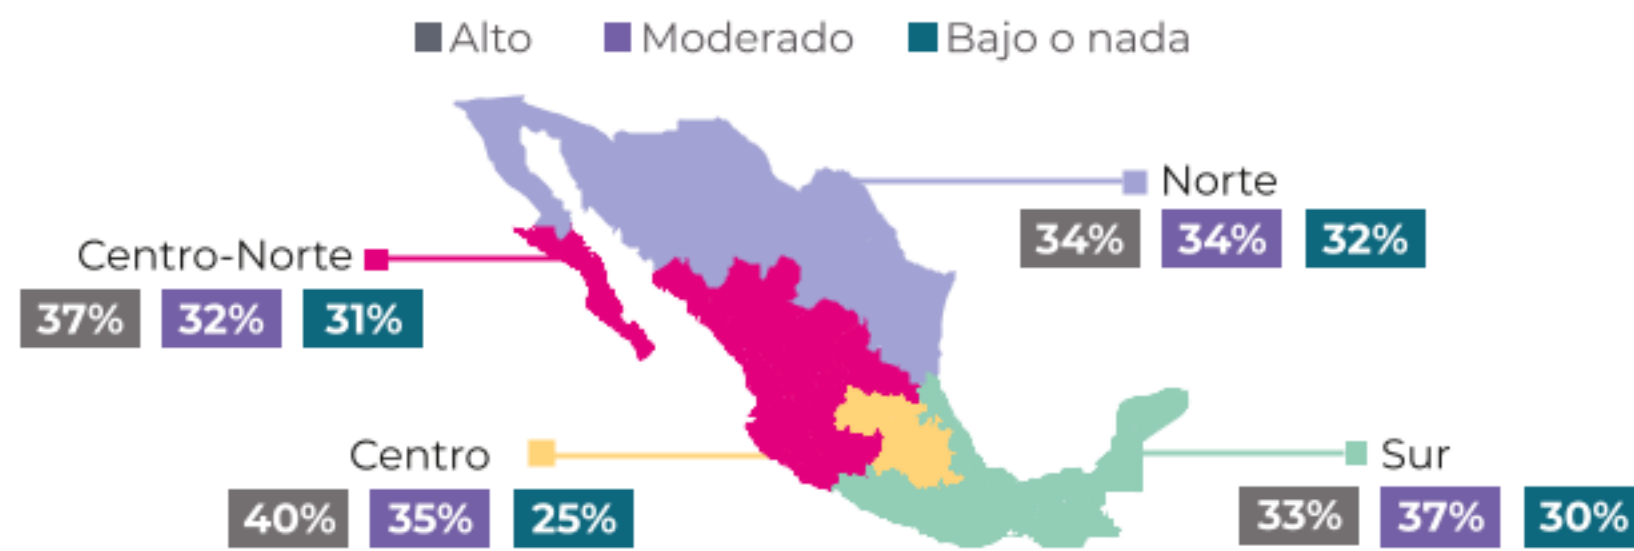 Alto Moderado Bajo o nada
Norte
34% 34% 32%
Centro-Norte
37% 32% 31%
Centro
40% 35% 25%
Sur
33% 37% 30%